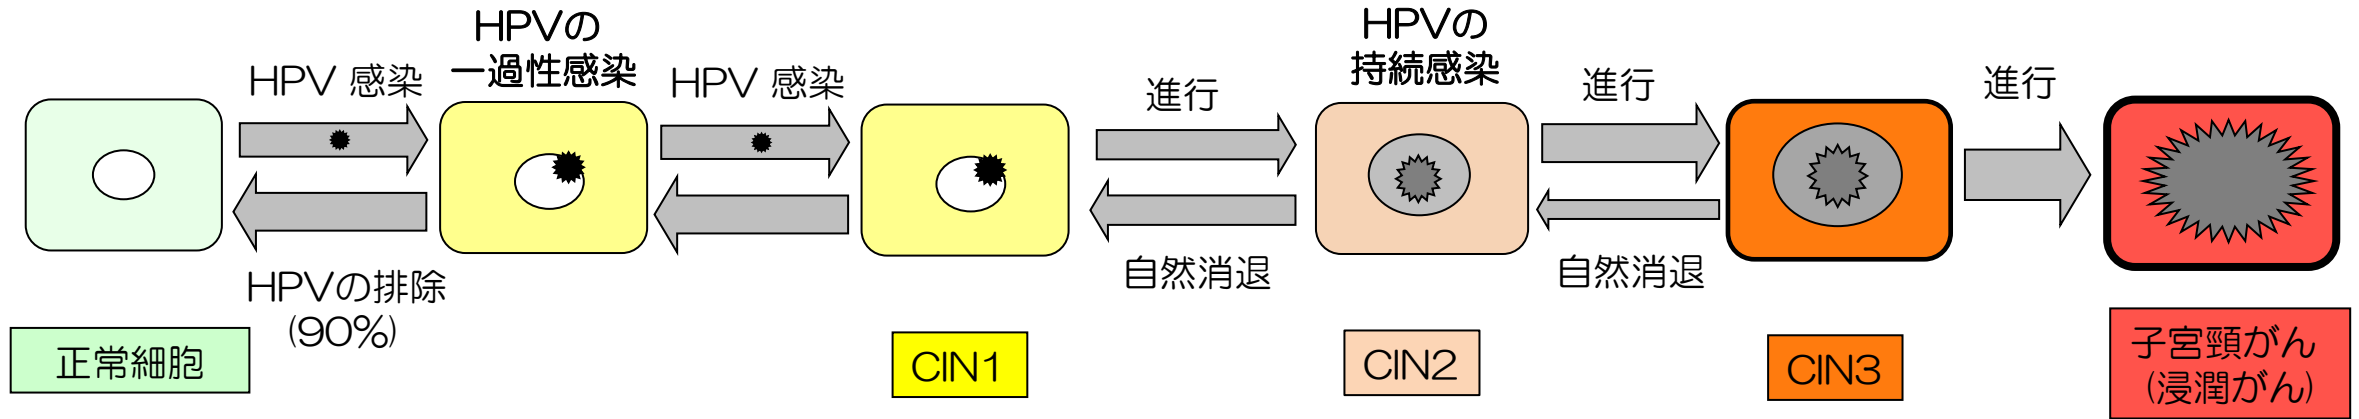 HPVの
一過性感染
HPVの
持続感染
HPV 感染
HPV 感染
進行
進行
進行
HPVの排除
(90%)
自然消退
自然消退
正常細胞
CIN1
CIN2
CIN3
子宮頸がん
(浸潤がん)